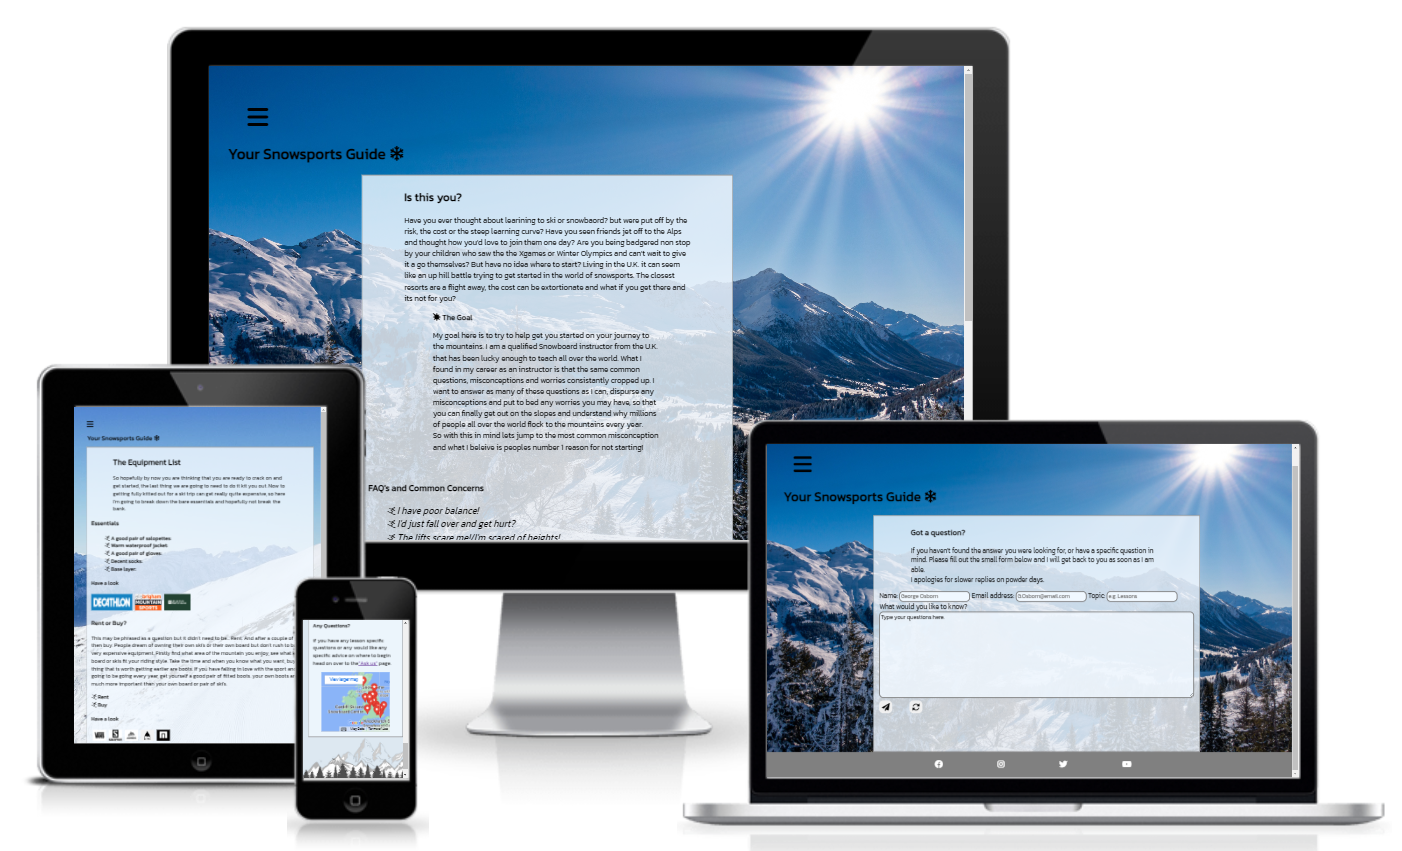 Your Snowsports Guide
Is this you?
Have you ever thought about learining to ski or snowbaord? but were put off by the
risk, the cost or the steep learning curve? Have you seen friends jet off to the Alps
and thought how you'd love to join them one day? Are you being badgered non stop
by your children who saw the the Xgames or Winter Olympics and can't wait to give
it a go themselves? But have no idea where to start? Living in the U.K. it can seem
like an up hill battle trying to get started in the world of snowsports. The closest
resorts are a flight away, the cost can be extortionate and what if you get there and
its not for you?
The Goal
My goal here is to try to help get you started on your journey to
the mountains. I am a qualified Snowboard instructor from the U.K.
that has been lucky enough to teach all over the world. What I
found in my career as an instructor is that the same common
questions, misconceptions and worries consistantly cropped up. I
want to answer as many of these questions as I can, dispurse any
misconceptions and put to bed any worries you may have, so that
you can finally get out on the slopes and understand why millions
of people all over the world flock to the mountains every year.
So with this in mind lets jump to the most common misconception
and what I beleive is peoples number 1 reason for not starting!
FAQ's and Common Concerns
I have poor balance!
I'd just fall over and get hurt?
The lifts scare me!/I'm scared of heights!
Your Snowsports Guide
The Equipment List
So hopefully by now you are thinking that you are ready to crack on and
get started, the last thing we are going to need to do it kit you out. Now to
getting fully kitted out for a ski trip can get really quite expensive, so here
I'm going to break down the bare essentials and hopefully not break the
bank.
Essentials
A good pair of salopettes.
Warm waterproof jacket
A good pair of gloves.
Decent socks.
Base layer.
Have a look
DECATHLON
MOUNTAIN
SPORTS
Rent or Buy?
This may be phrased as a question but it didn't need to be.. Rent. And after a couple of
then buy. People dream of owning their own skis or their own board but don't rush to b
very expensive equipment. Firstly find what area of the mountain you enjoy, see what s
board or skis fit your riding style. Take the time and when you know what you want, buy
thing that is worth getting earlier are boots. If you have falling in love with the sport an
going to be going every year, get yourself a good pair of fitted boots. your own boots a
much more important then your own board or pair of skis.
Rent
Buy
Have a look
Any Questions?
If you have any lesson specific
questions or any would like any
specific advice on where to begin
head on over to the "Ask us" page.
View larger map
Map Data
Terms of Use
Your Snowsports Guide
Got a question?
If you haven't found the answer you were looking for, or have a specific question in
mind. Please fill out the small form below and I will get back to you as soon as I am
able.
I apologies for slower replies on powder days.
Name: George Osborn Email address: S.Osborn@email.com Topic: e.g Lessons
What would you like to know?
Type your questions here.